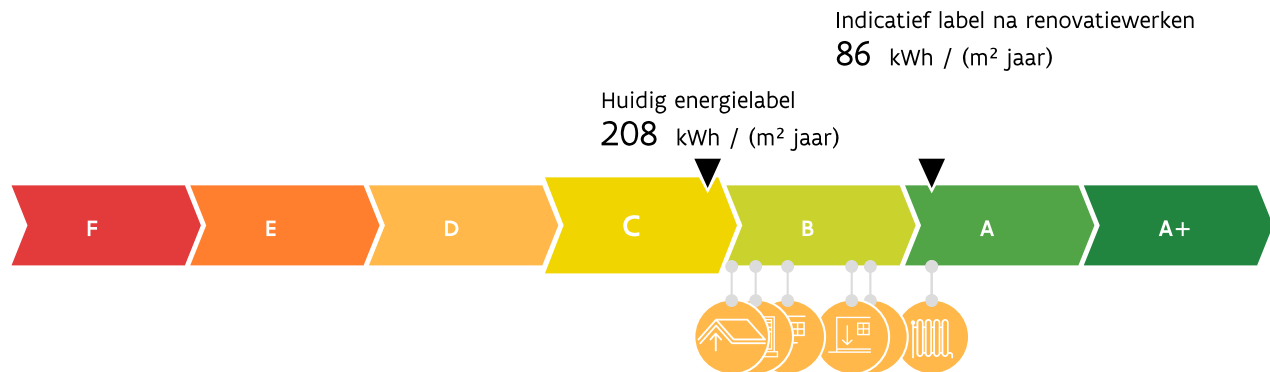 Indicatief label na renovatiewerken
86 kWh / (m² jaar)
Huidig energielabel
208 kWh / (m² jaar)
F E D C B A A+